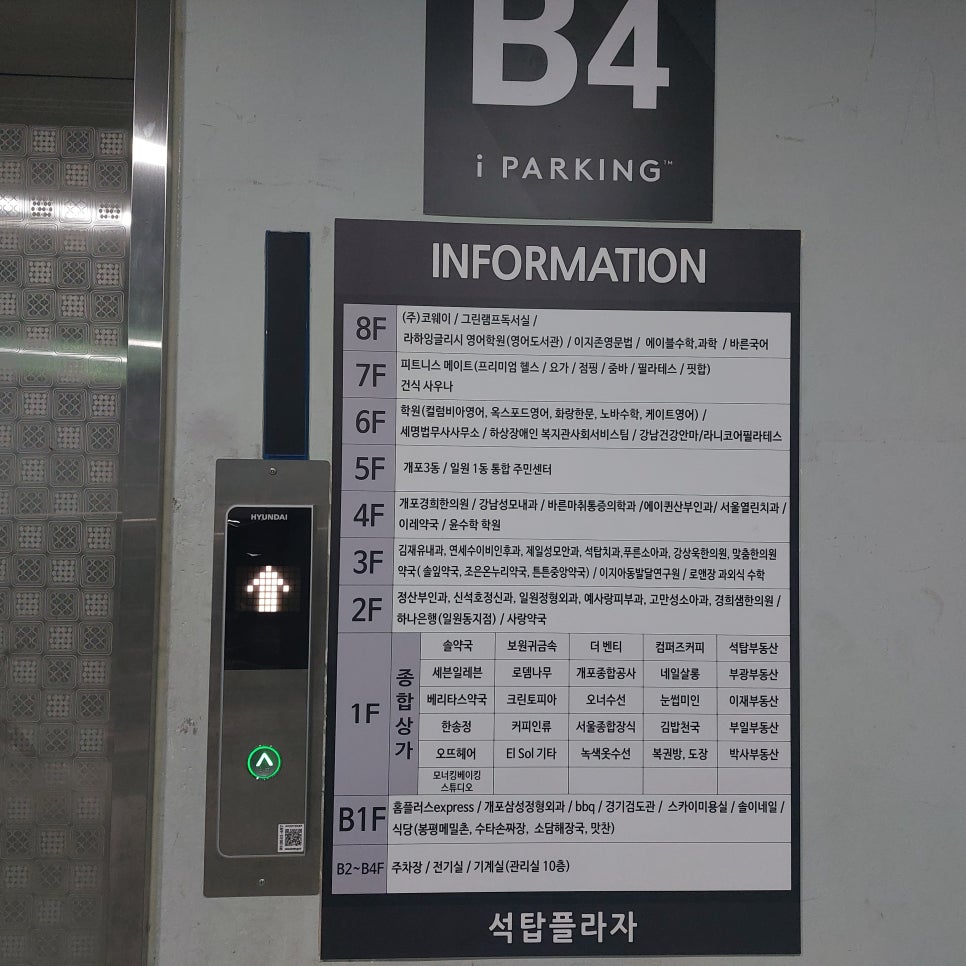 B4
i PARKING™
INFORMATION
8F
(주)코웨이 / 그린램프독서실 /
라하잉글리시 영어학원(영어도서관) / 이지존영문법 / 에이블수학,과학 / 바른국어
7F
피트니스 메이트(프리미엄 헬스 / 요가 / 점핑 / 줌바 / 필라테스 / 핏합)
건식 사우나
6F
학원(컬럼비아영어, 옥스포드영어, 화랑한문, 노바수학, 케이트영어) /
세명법무사사무소 / 하상장애인 복지관사회서비스팀 / 강남건강안마/라니코어필라테스
5F
개포3동 / 일원 1동 통합 주민센터
4F
개포경희한의원 / 강남성모내과 / 바른마취통증의학과 /에이퀸산부인과/ 서울열린치과 /
이레약국 / 윤수학 학원
3F
김재유내과, 연세수이비인후과, 제일성모안과, 석탑치과,푸른소아과, 강상욱한의원, 맞춤한의원
약국( 솔잎약국, 조은온누리약국, 튼튼중앙약국) / 이지아동발달연구원 / 로앤장 과외식 수학
2F
정산부인과, 신석호정신과, 일원정형외과, 예사랑피부과, 고만성소아과, 경희샘한의원 /
하나은행(일원동지점) / 사랑약국
1F
종합상가
솔약국 보원귀금속 더 벤티 컴퍼즈커피 석탑부동산
세븐일레븐 로뎀나무 개포종합공사 네일살롱 부광부동산
베리타스약국 크린토피아 오너수선 눈썹미인 이재부동산
한송정 커피인류 서울종합장식 김밥천국 부일부동산
오뜨헤어 El Sol 기타 녹색옷수선 복권방, 도장 박사부동산
모너킹베이킹
스튜디오
B1F
홈플러스express / 개포삼성정형외과 / bbq / 경기검도관 / 스카이미용실 / 솔이네일 /
식당(봉평메밀촌, 수타손짜장, 소담해장국, 맛찬)
B2~B4F
주차장 / 전기실 / 기계실(관리실 10층)
석탑플라자
HYUNDAI